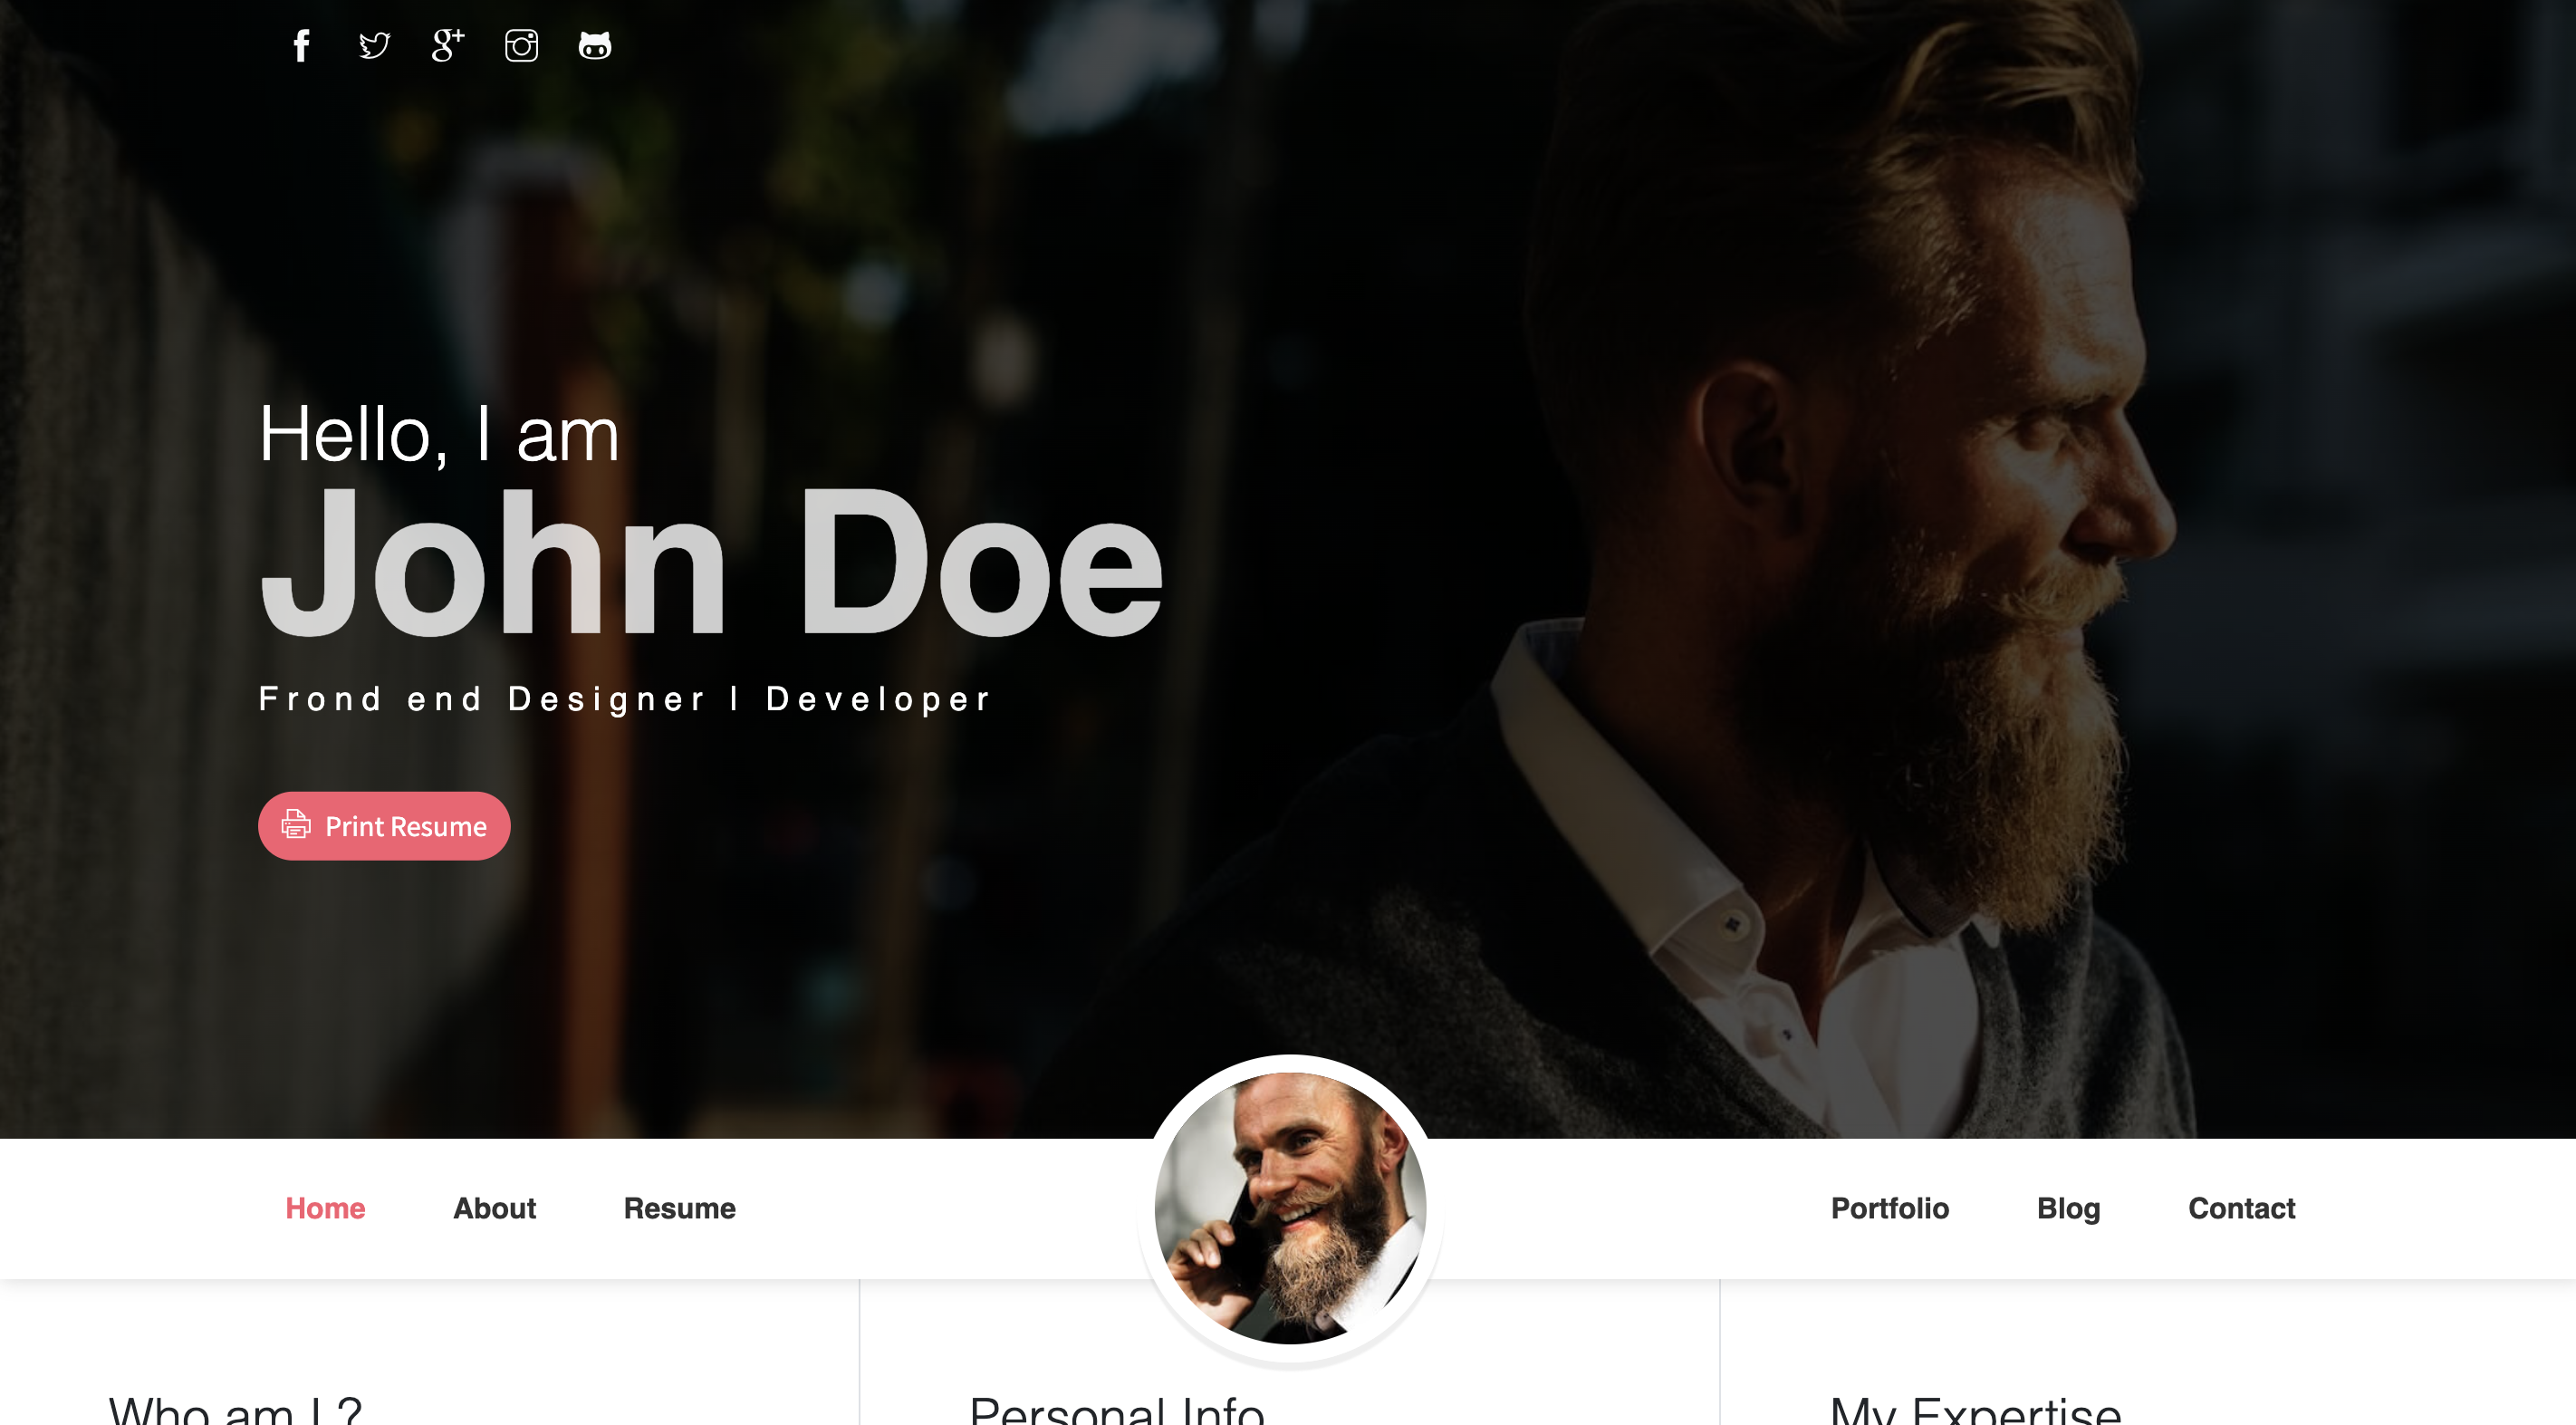 Hello, I am
John Doe
Frond end Designer | Developer
Print Resume
Home About Resume Portfolio Blog Contact
Who am I ?
Personal Info
My Expertise